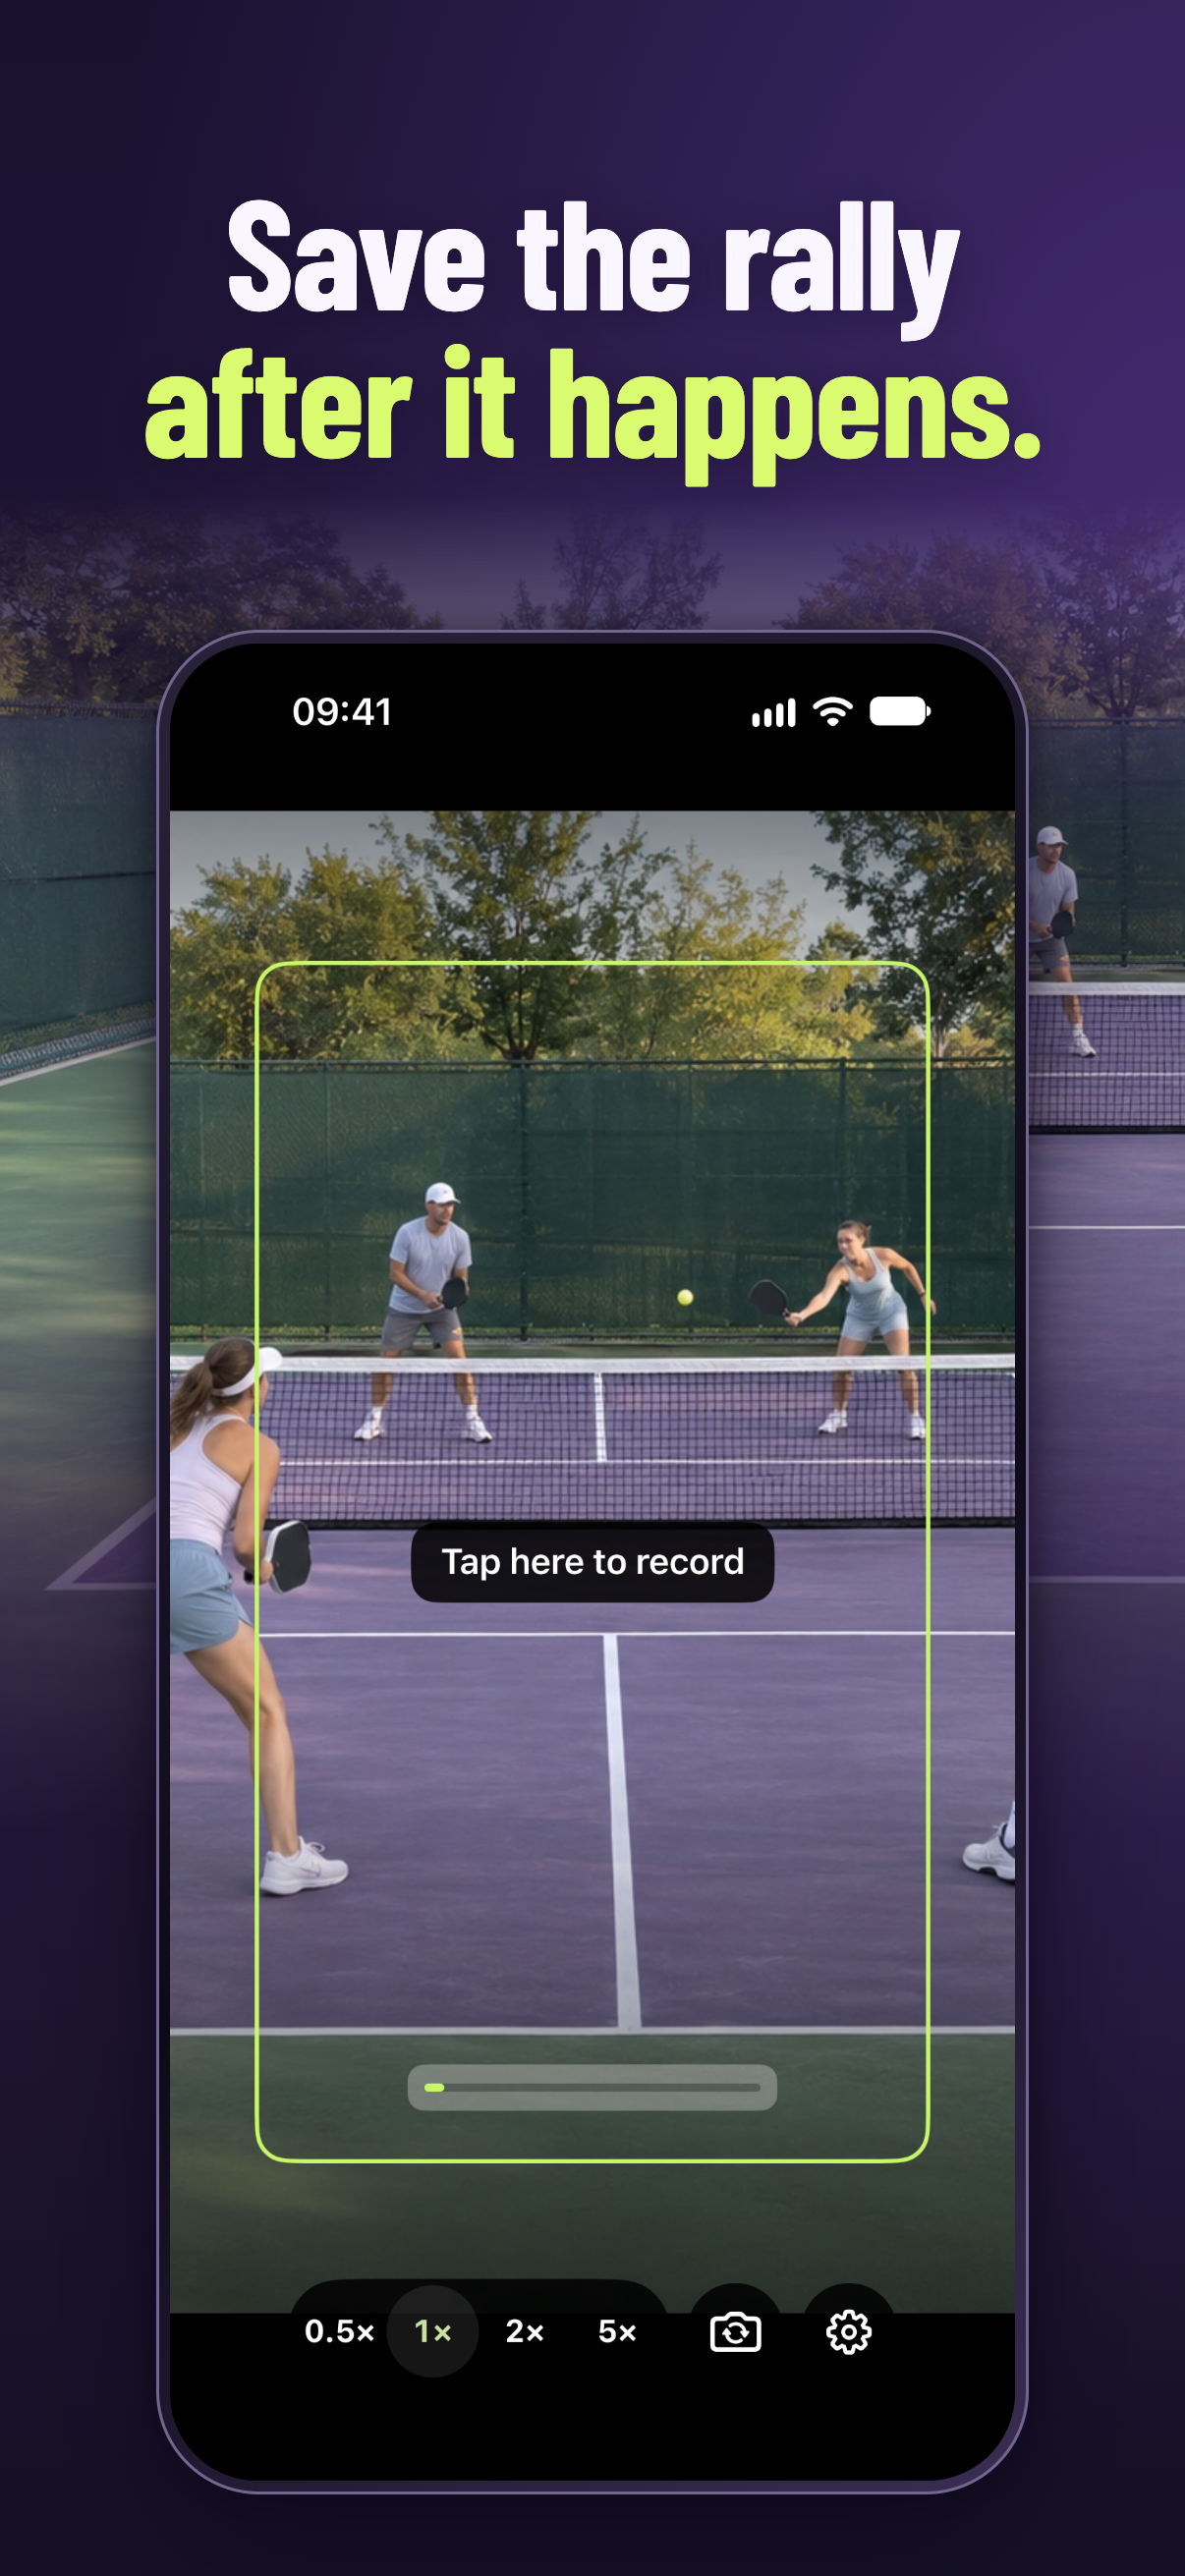 Save the rally
after it happens.
09:41
Tap here to record
0.5× 1× 2× 5×